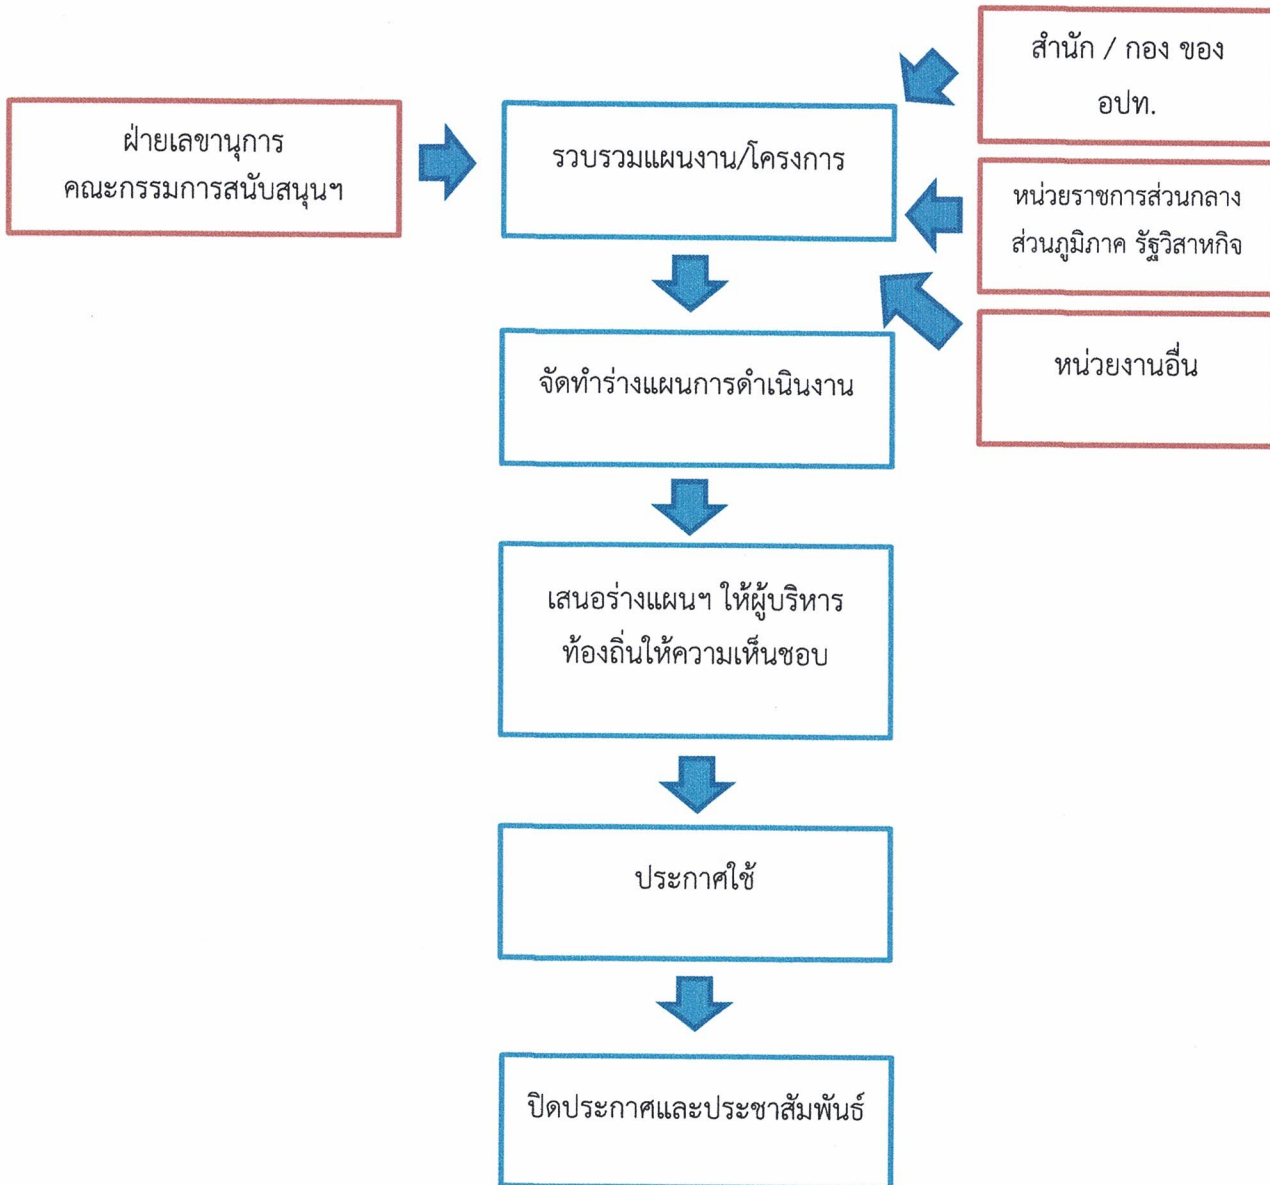 สำนัก / กอง ของ
อปท.
ฝ่ายเลขานุการ
คณะกรรมการสนับสนุนฯ
รวบรวมแผนงาน/โครงการ
หน่วยราชการส่วนกลาง
ส่วนภูมิภาค รัฐวิสาหกิจ
หน่วยงานอื่น
จัดทำร่างแผนการดำเนินงาน
เสนอร่างแผนฯ ให้ผู้บริหาร
ท้องถิ่นให้ความเห็นชอบ
ประกาศใช้
ปิดประกาศและประชาสัมพันธ์